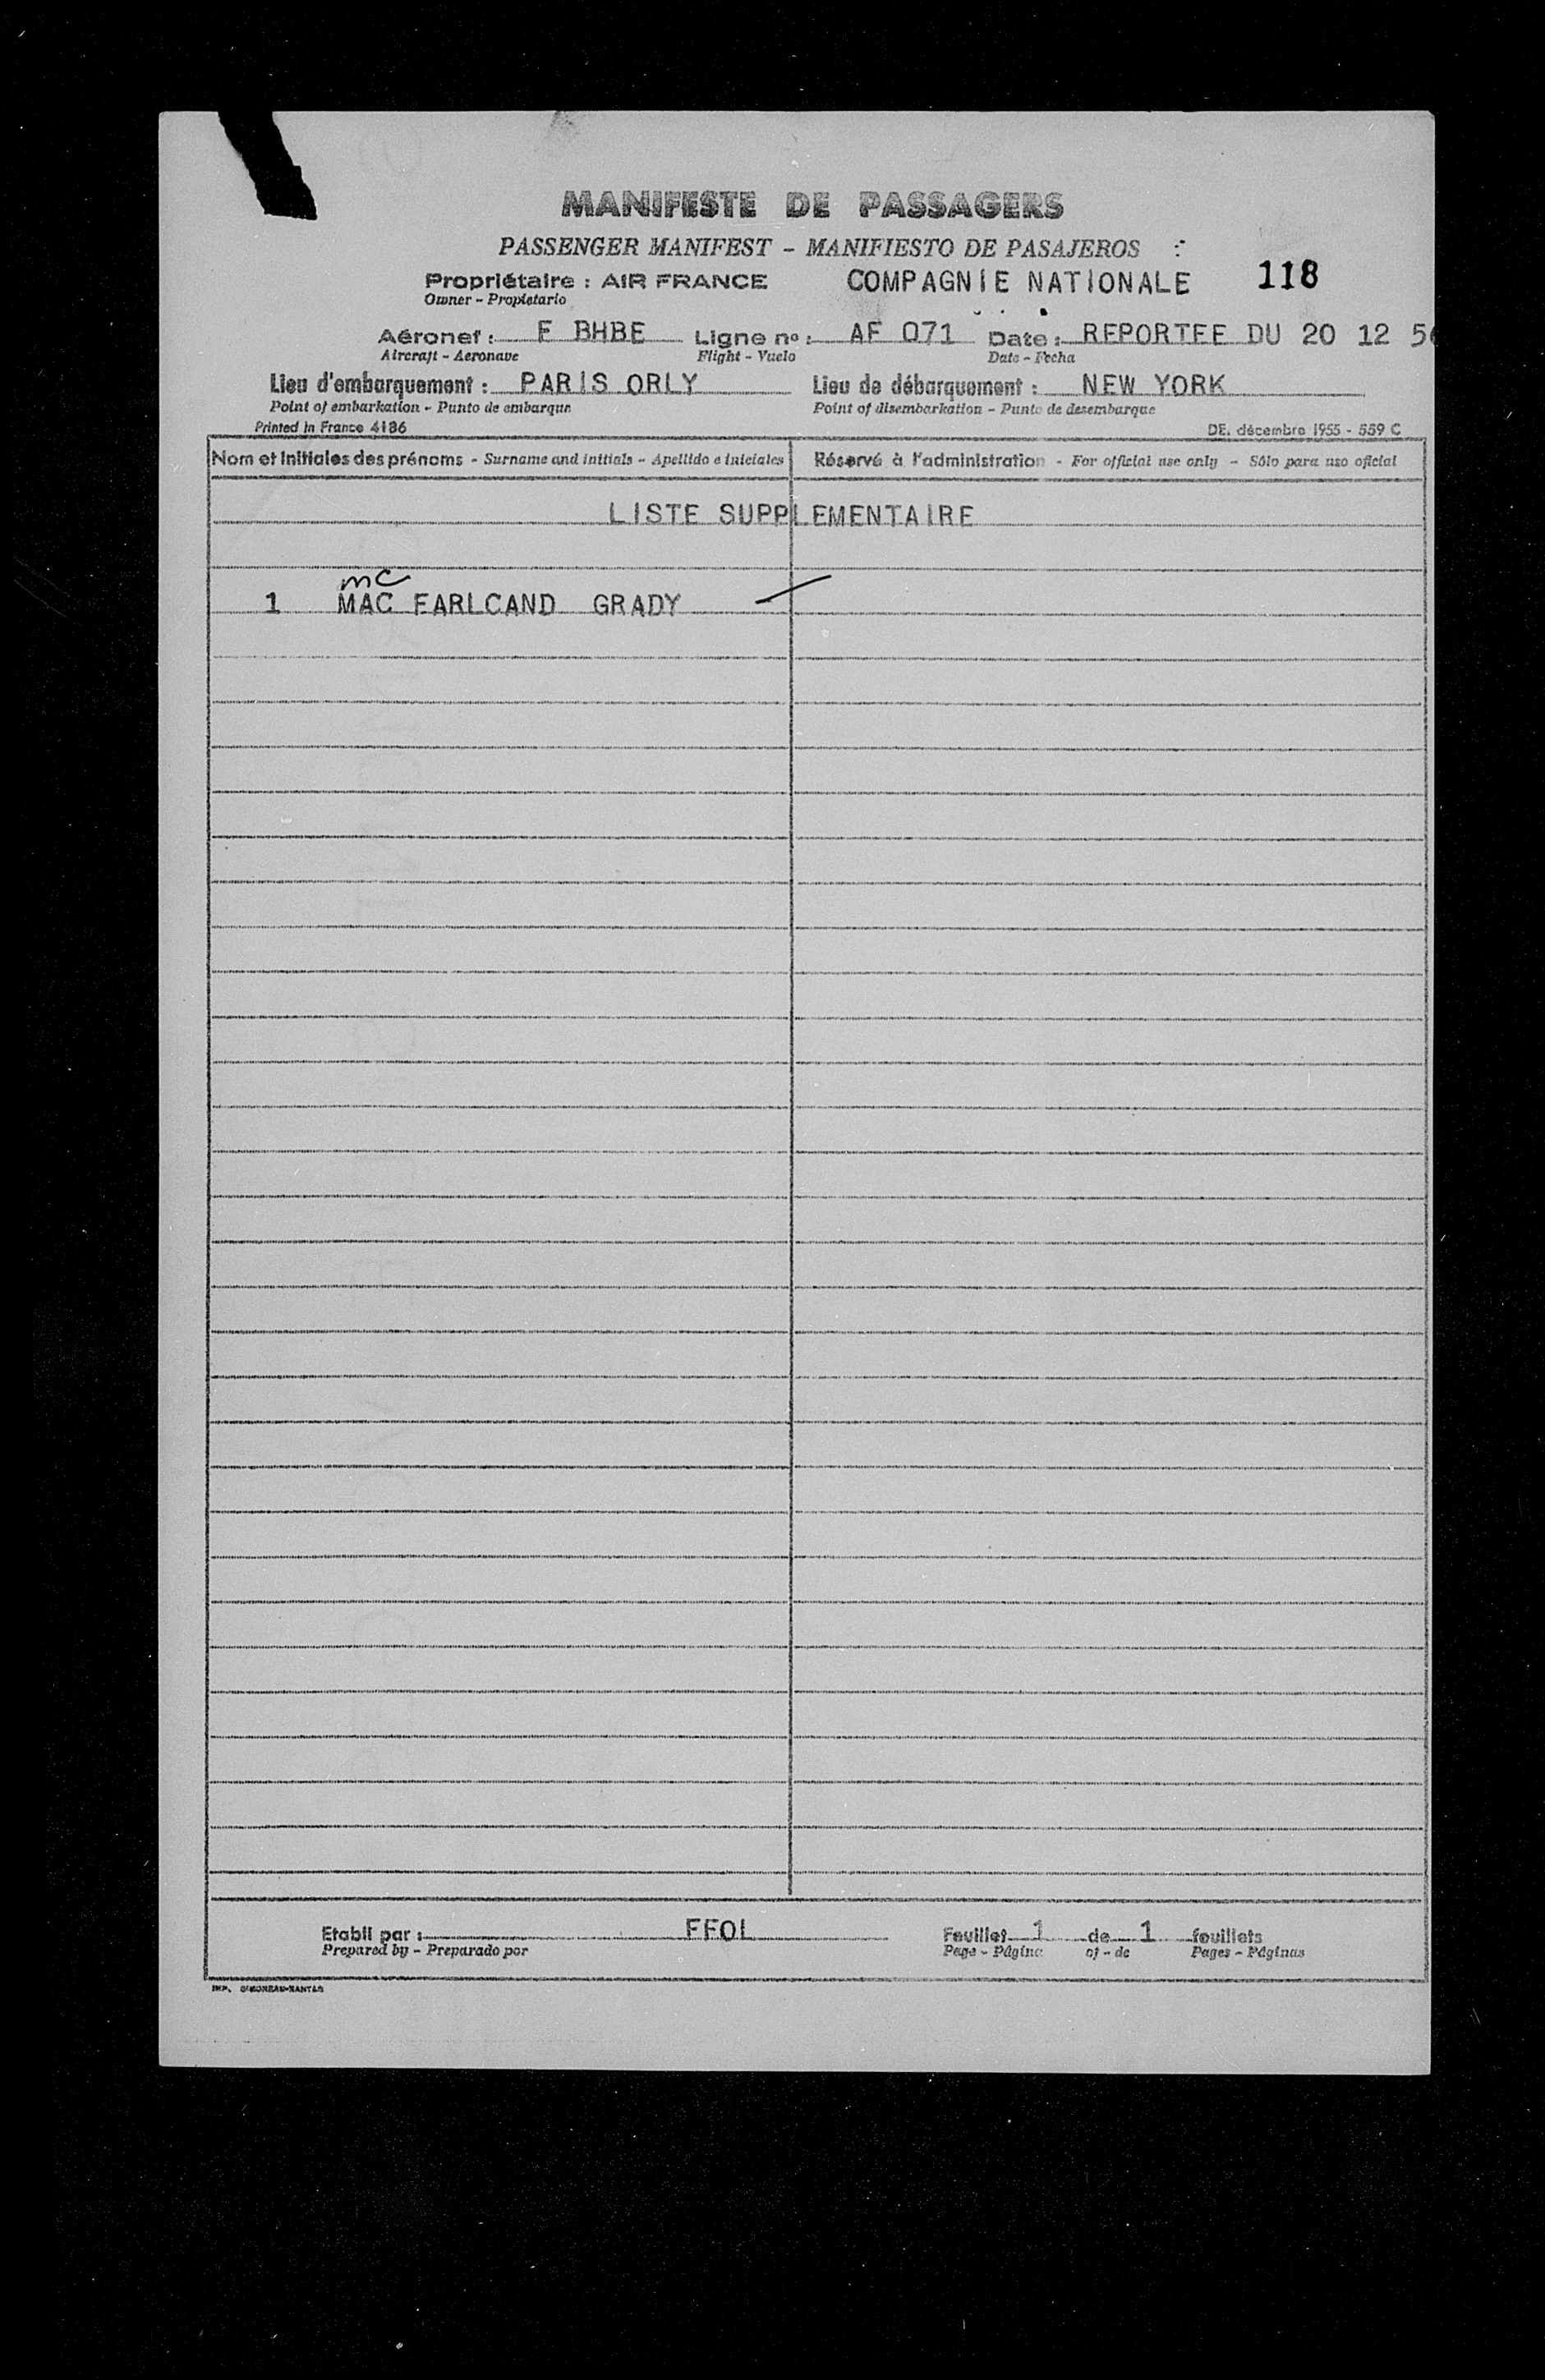 MANIFESTE DE PASSAGERS
PASSENGER MANIFEST - MANIFIESTO DE PASAJEROS :
Propriétaire : AIR FRANCE COMPAGNIE NATIONALE 118
Owner - Propietario
Aéronef : F BHBE Ligne nº : AF 071 Date : REPORTEE DU 20 12 56
Aircraft - Aeronave Flight - Vuelo Date - Fecha
Lieu d'embarquement : PARIS ORLY Lieu de débarquement : NEW YORK
Point of embarkation - Punto de embarque Point of disembarkation - Punto de desembarque
Printed in France 4186 DE. décembre 1955 - 559 C
Nom et initiales des prénoms - Surname and initials - Apellido e iniciales Réservé à l'administration - For official use only - Sólo para uso oficial
LISTE SUPPLEMENTAIRE
mc
1 MAC FARLCAND GRADY
Etabli par : FFOL Feuillet 1 de 1 feuillets
Prepared by - Preparado por Page - Página of - de Pages - Páginas
IMP. SIMONEAU-NANTES